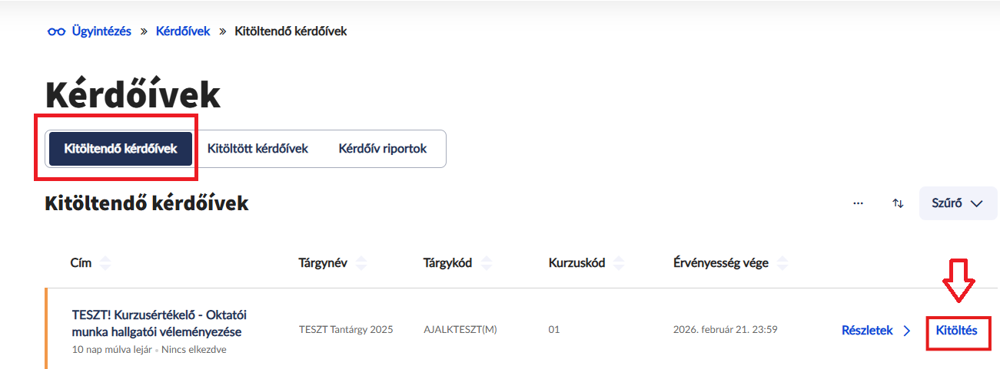 Ügyintézés » Kérdőívek » Kitöltendő kérdőívek
Kérdőívek
Kitöltendő kérdőívek Kitöltött kérdőívek Kérdőív riportok
Kitöltendő kérdőívek ... Szűrő
Cím Tárgynév Tárgykód Kurzuskód Érvényesség vége
TESZT! Kurzusértékelő - Oktatói
munka hallgatói véleményezése
TESZT Tantárgy 2025 AJALKTESZT(M) 01 2026. február 21. 23:59 Részletek Kitöltés
10 nap múlva lejár • Nincs elkezdve